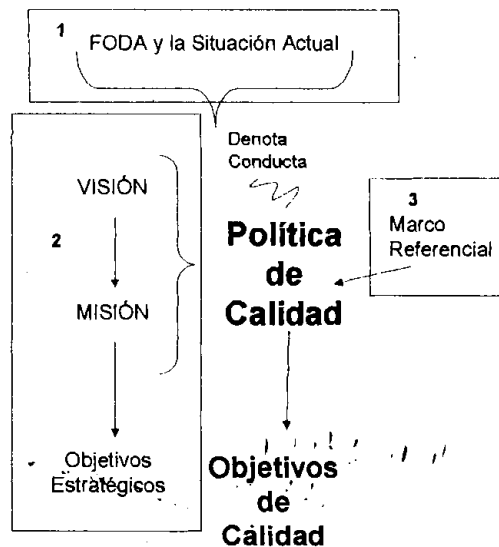 1
FODA y la Situación Actual
Denota
Conducta
VISIÓN
2
MISIÓN
Objetivos
Estratégicos
3
Marco
Referencial
Política
de
Calidad
Objetivos
de
Calidad